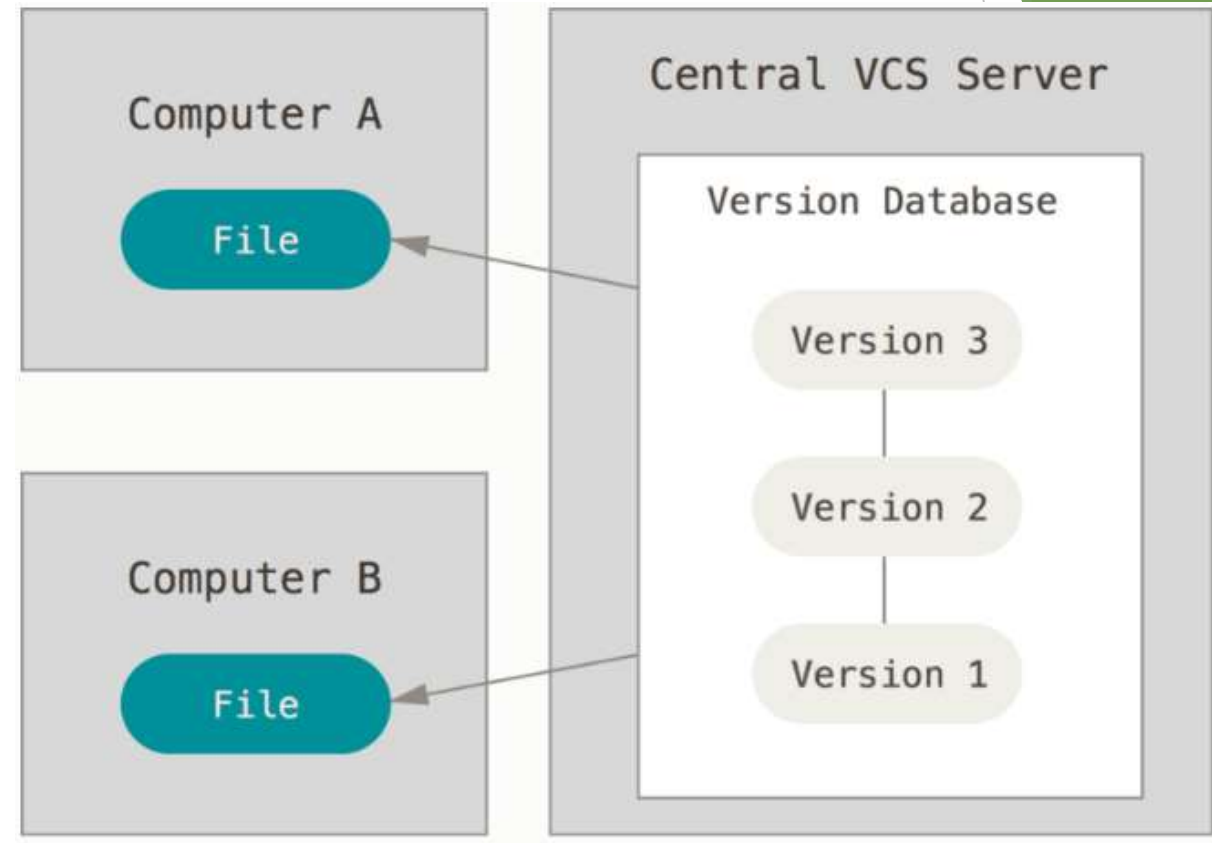 Computer A
File
Computer B
File
Central VCS Server
Version Database
Version 3
Version 2
Version 1